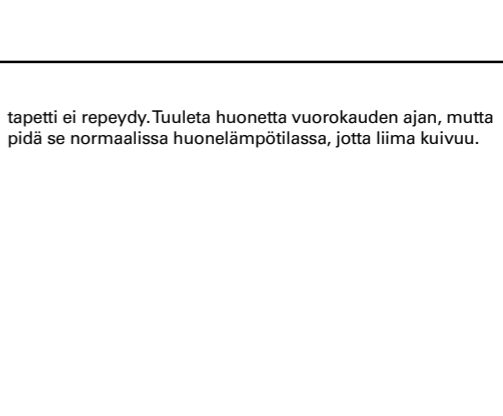 tapetti ei repeydy. Tuuleta huonetta vuorokauden ajan, mutta
pidä se normaalissa huonelämpötilassa, jotta liima kuivuu.